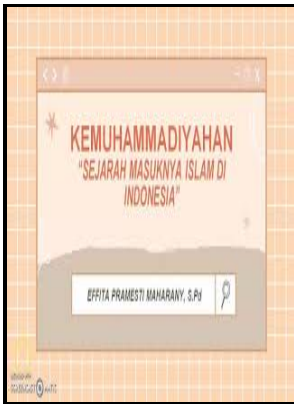 KEMUHAMMADIYAHAN
"SEJARAH MASUKNYA ISLAM DI
INDONESIA"
EFFITA PRAMESTI MAHARANY, S.Pd